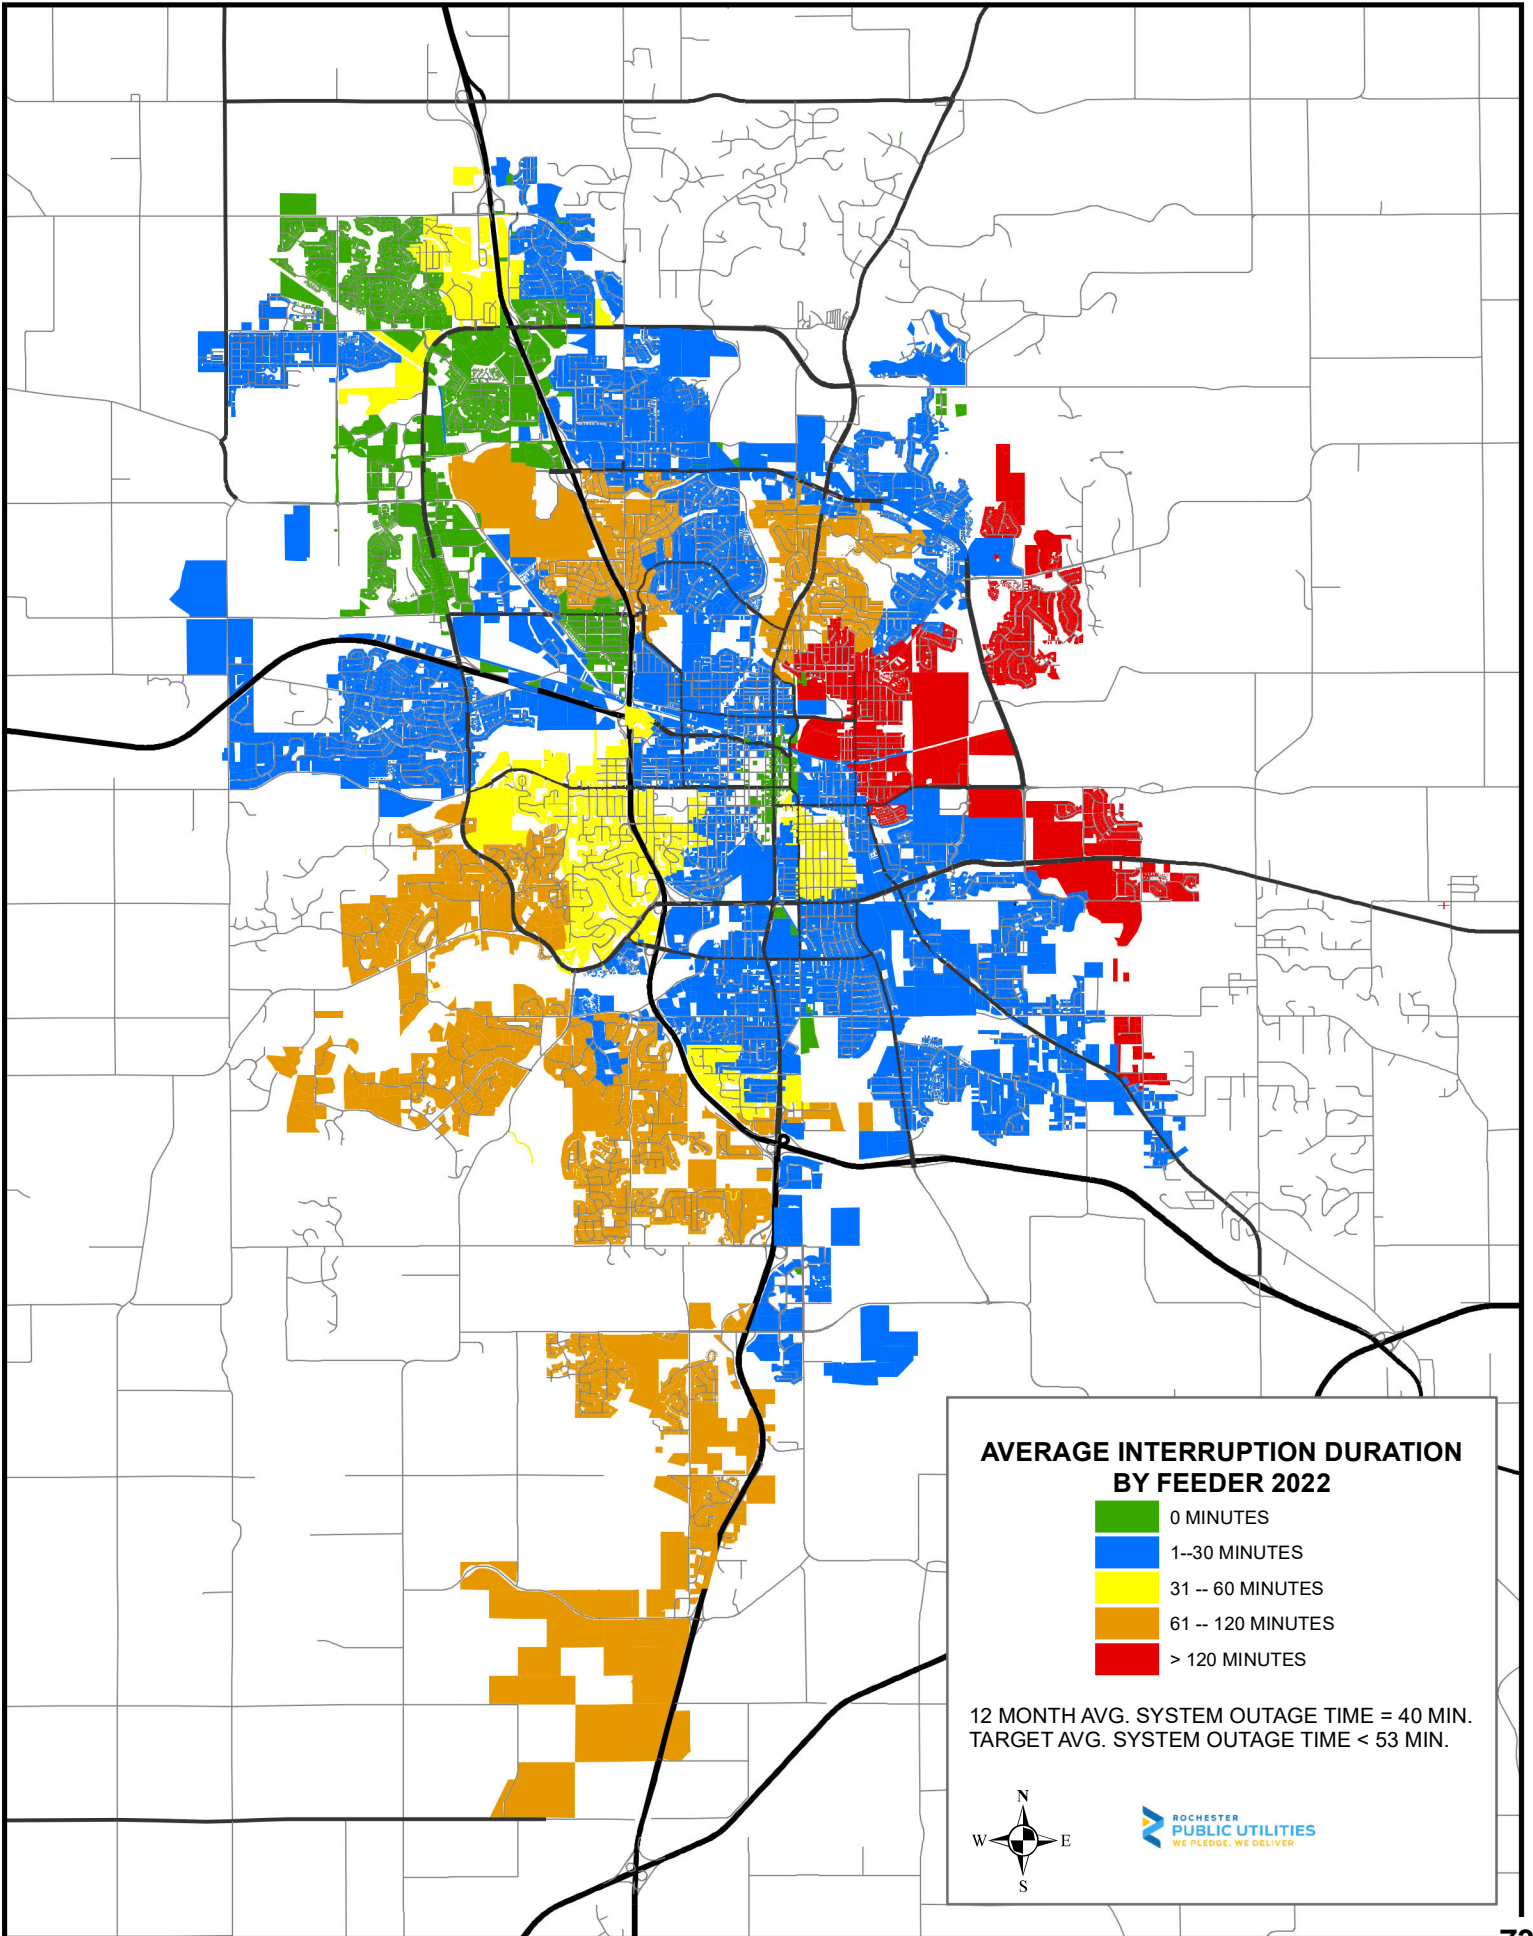 AVERAGE INTERRUPTION DURATION
BY FEEDER 2022
0 MINUTES
1--30 MINUTES
31 -- 60 MINUTES
61 -- 120 MINUTES
> 120 MINUTES
12 MONTH AVG. SYSTEM OUTAGE TIME = 40 MIN.
TARGET AVG. SYSTEM OUTAGE TIME < 53 MIN.
N
W E
S
ROCHESTER
PUBLIC UTILITIES
WE PLEDGE, WE DELIVER